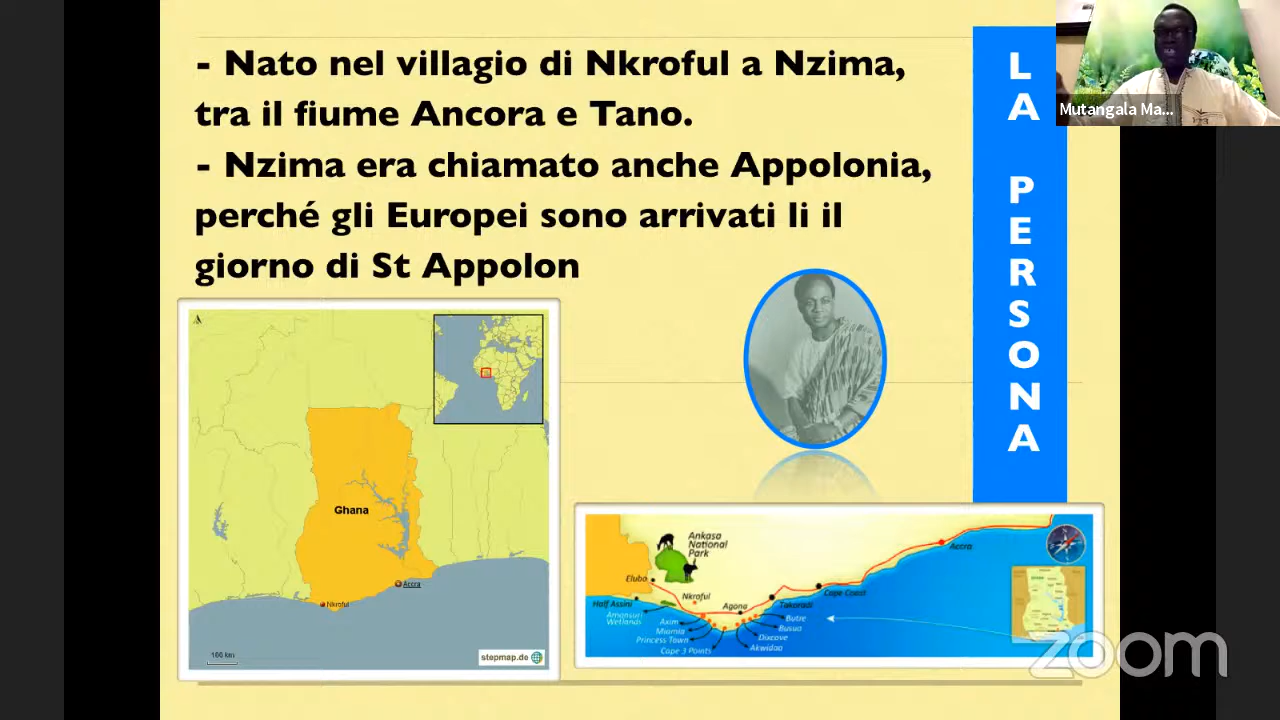 - Nato nel villagio di Nkroful a Nzima,
tra il fiume Ancora e Tano.
- Nzima era chiamato anche Appolonia,
perché gli Europei sono arrivati li il
giorno di St Appolon
LA PERSONA
Mutangala Ma...
Ghana
Accra
Nkroful
166 km
stepmap.de
Ankasa
National
Park
Elubo
Half Assini
Nkroful
Amansuri
Wetlands
Axim
Miamia
Princess Town
Cape 3 Points
Agona
Takoradi
Butre
Busua
Dixcove
Akwidaa
Cape Coast
Accra
zoom